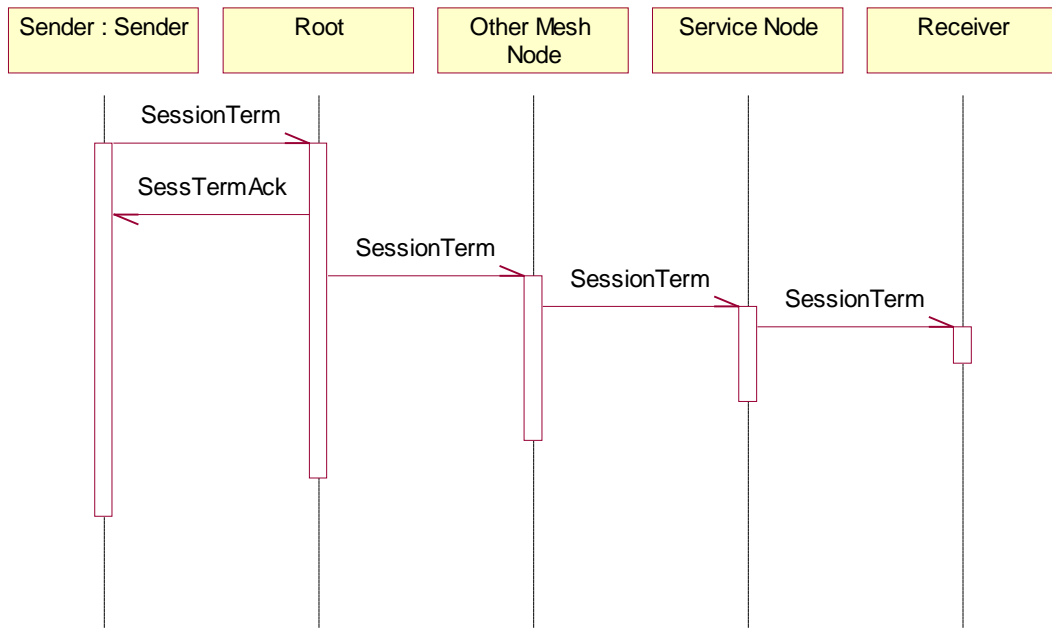 Sender : Sender
Root
Other Mesh
Node
Service Node
Receiver
SessionTerm
SessTermAck
SessionTerm
SessionTerm
SessionTerm